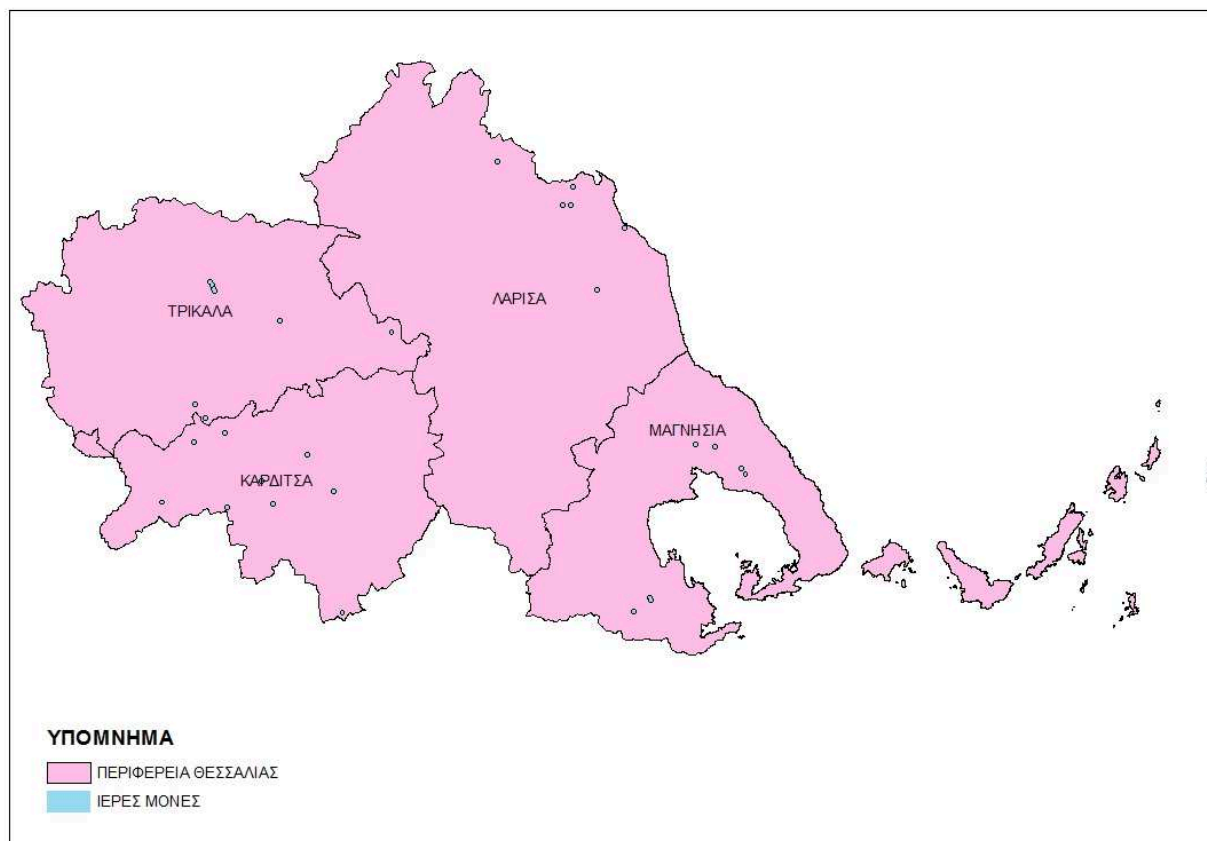 ΛΑΡΙΣΑ
ΤΡΙΚΑΛΑ
ΜΑΓΝΗΣΙΑ
ΚΑΡΔΙΤΣΑ
ΥΠΟΜΝΗΜΑ
ΠΕΡΙΦΕΡΕΙΑ ΘΕΣΣΑΛΙΑΣ
ΙΕΡΕΣ ΜΟΝΕΣ